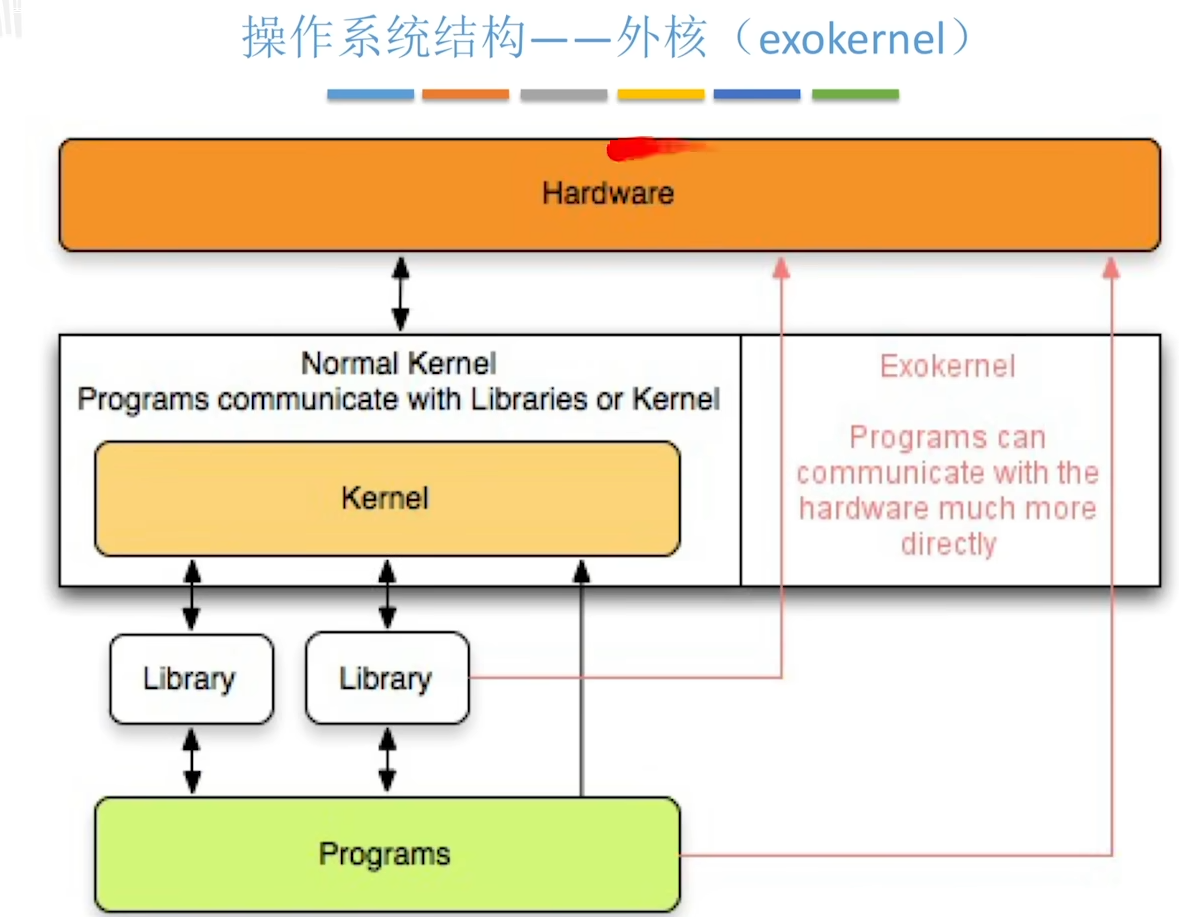 操作系统结构——外核（exokernel）
Hardware
Normal Kernel
Programs communicate with Libraries or Kernel
Kernel
Exokernel
Programs can
communicate with the
hardware much more
directly
Library
Library
Programs